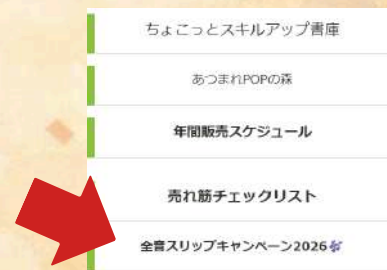 ちょこっとスキルアップ書庫
あつまれPOPの森
年間販売スケジュール
売れ筋チェックリスト
全音スリップキャンペーン2026🎻